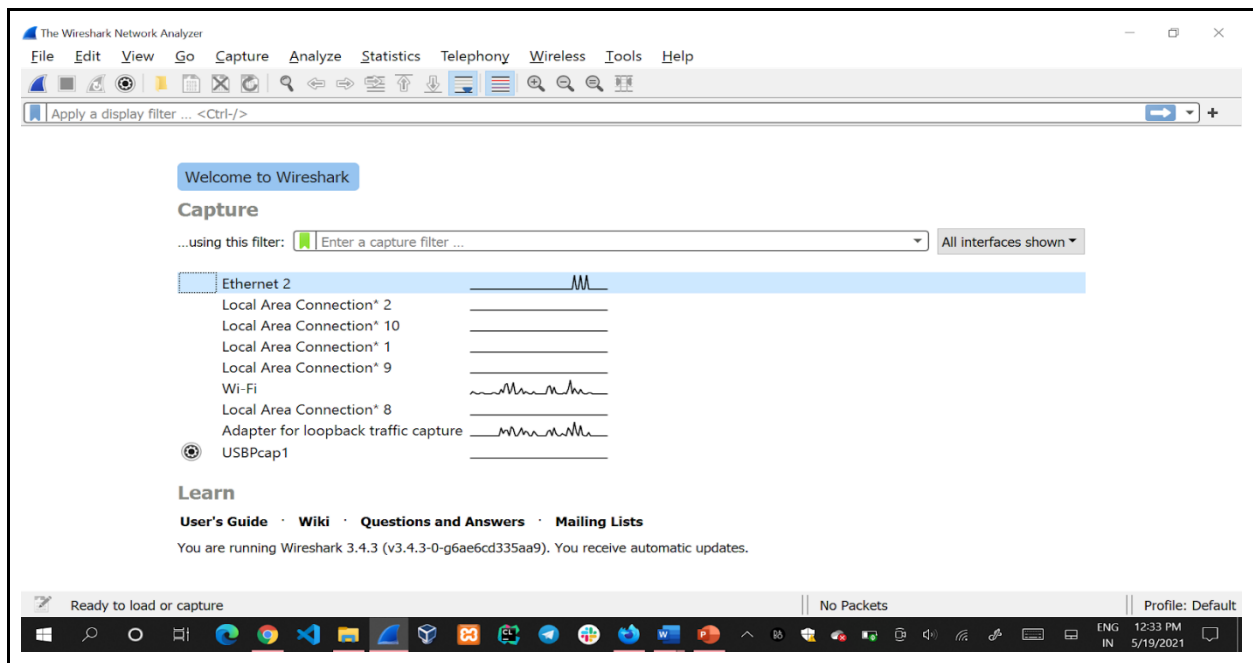 The Wireshark Network Analyzer
File Edit View Go Capture Analyze Statistics Telephony Wireless Tools Help
Apply a display filter ... <Ctrl-/>
Welcome to Wireshark
Capture
...using this filter: Enter a capture filter ... All interfaces shown
Ethernet 2
Local Area Connection* 2
Local Area Connection* 10
Local Area Connection* 1
Local Area Connection* 9
Wi-Fi
Local Area Connection* 8
Adapter for loopback traffic capture
USBPcap1
Learn
User's Guide · Wiki · Questions and Answers · Mailing Lists
You are running Wireshark 3.4.3 (v3.4.3-0-g6ae6cd335aa9). You receive automatic updates.
Ready to load or capture No Packets Profile: Default
ENG 12:33 PM
IN 5/19/2021